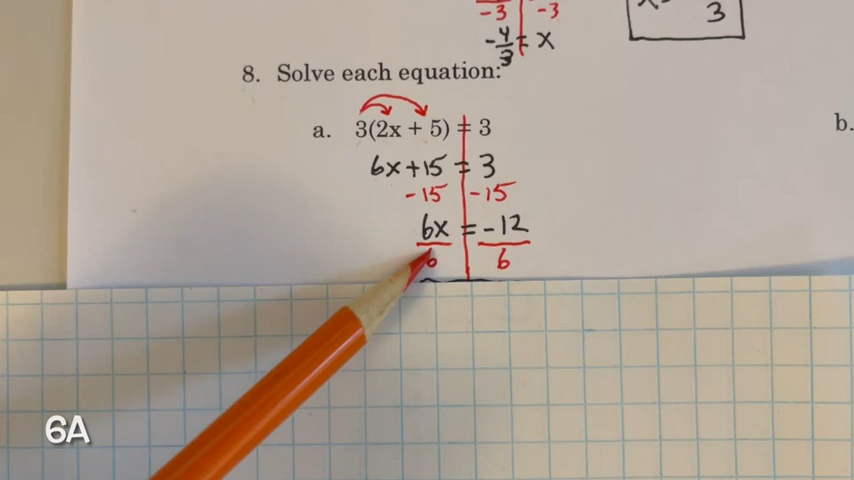 -3 -3
-4/3 = x
3
8. Solve each equation:
a. 3(2x + 5) = 3
b.
6x+15 = 3
-15 -15
6x = -12
6 6
6A